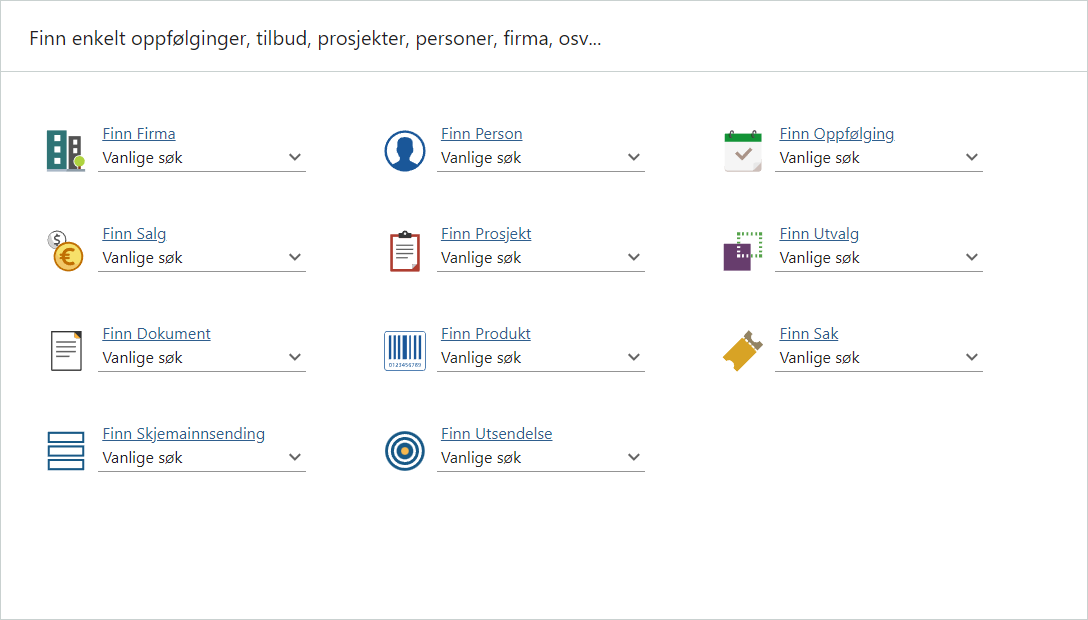 Finn enkelt oppfølginger, tilbud, prosjekter, personer, firma, osv...
Finn Firma
Vanlige søk
Finn Person
Vanlige søk
Finn Oppfølging
Vanlige søk
Finn Salg
Vanlige søk
Finn Prosjekt
Vanlige søk
Finn Utvalg
Vanlige søk
Finn Dokument
Vanlige søk
0123456789
Finn Produkt
Vanlige søk
Finn Sak
Vanlige søk
Finn Skjemainnsending
Vanlige søk
Finn Utsendelse
Vanlige søk